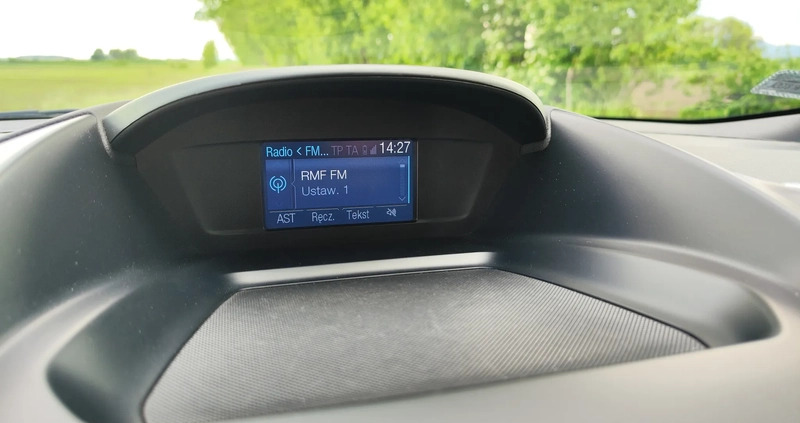 Radio < FM... TP TA 14:27
RMF FM
Ustaw. 1
AST Ręcz. Tekst